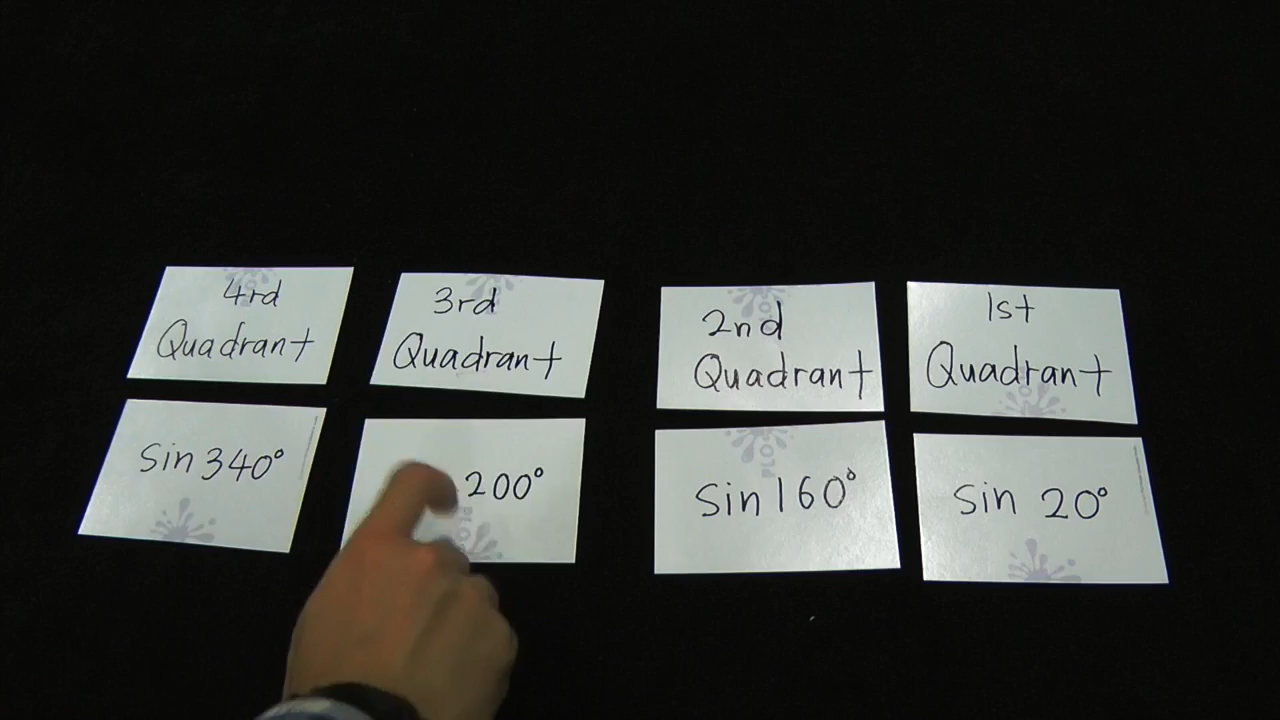 4rd
Quadrant
3rd
Quadrant
2nd
Quadrant
1st
Quadrant
sin 340°
200°
sin 160°
sin 20°